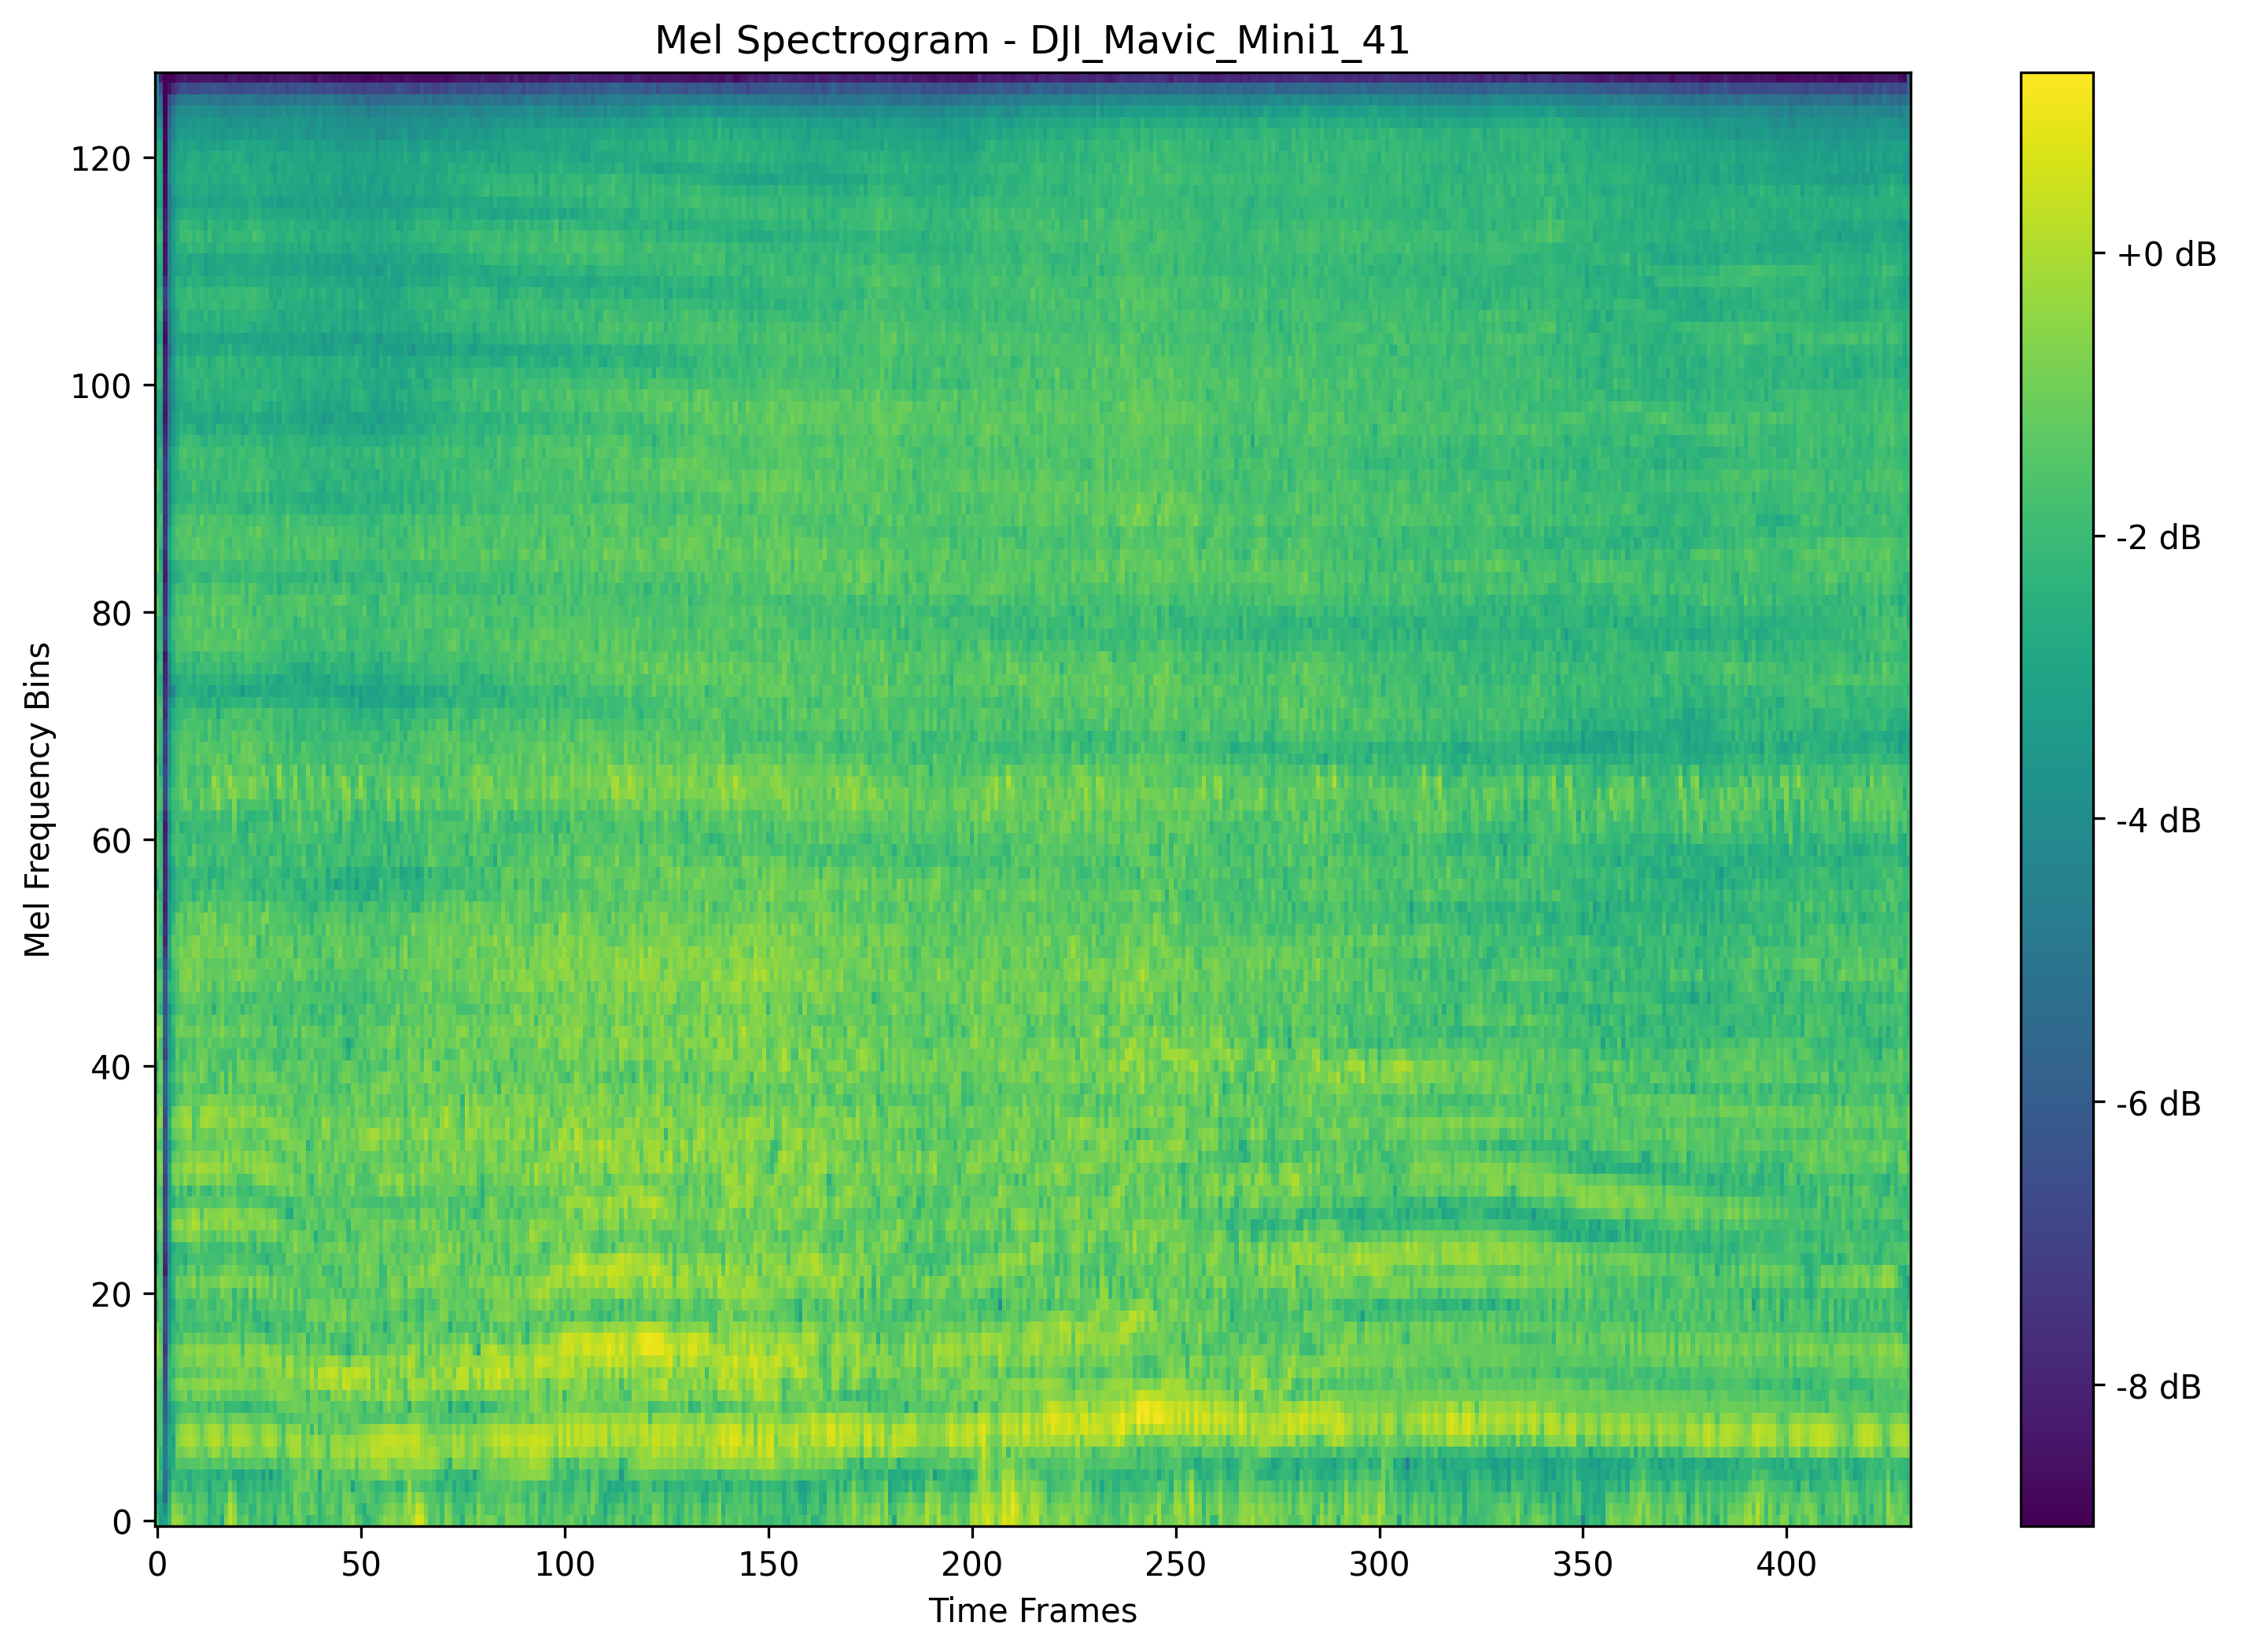 Mel Spectrogram - DJI_Mavic_Mini1_41
Mel Frequency Bins
120
100
80
60
40
20
0
0 50 100 150 200 250 300 350 400
Time Frames
+0 dB
-2 dB
-4 dB
-6 dB
-8 dB